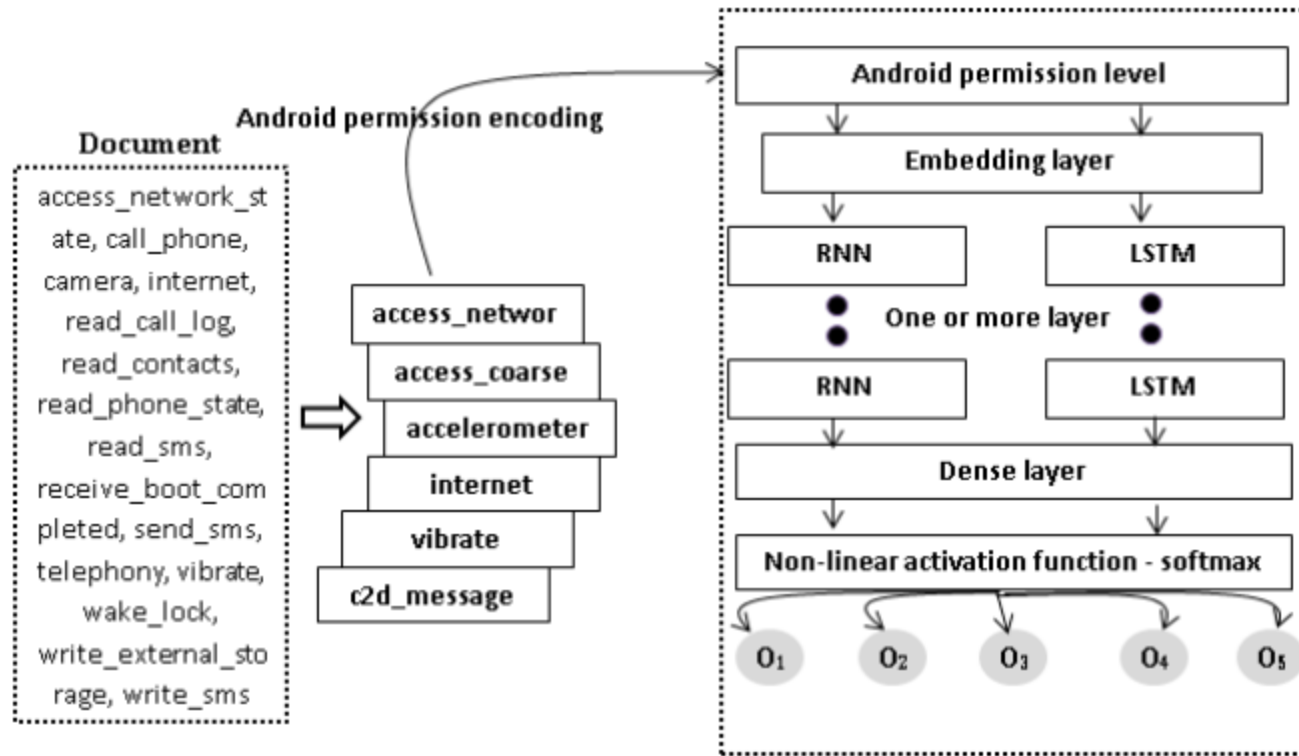 Document
access_network_st
ate, call_phone,
camera, internet,
read_call_log,
read_contacts,
read_phone_state,
read_sms,
receive_boot_com
pleted, send_sms,
telephony, vibrate,
wake_lock,
write_external_sto
rage, write_sms
Android permission encoding
access_networ
access_coarse
accelerometer
internet
vibrate
c2d_message
Android permission level
Embedding layer
RNN
LSTM
One or more layer
RNN
LSTM
Dense layer
Non-linear activation function - softmax
O₁
O₂
O₃
O₄
O₅